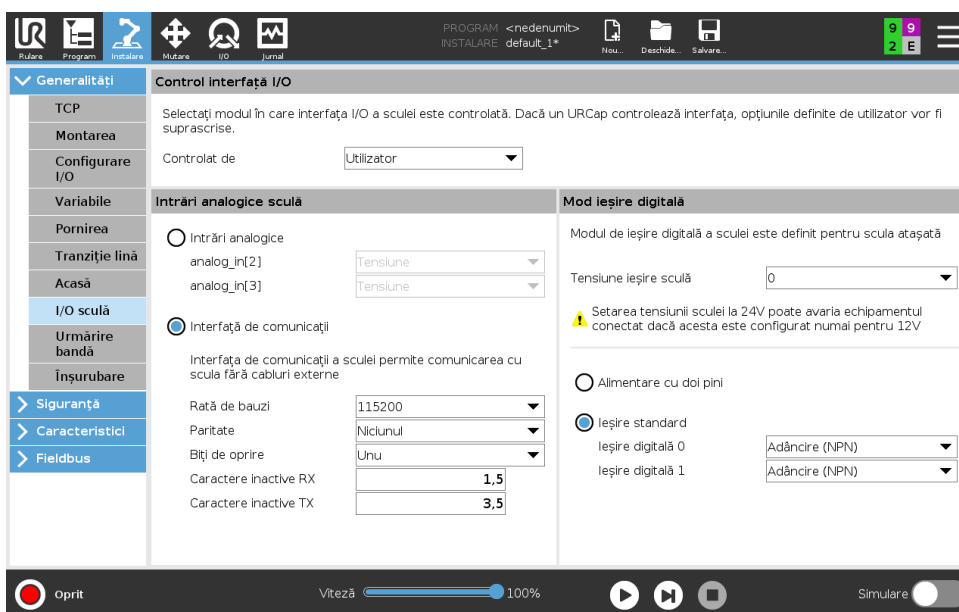 UR
PROGRAM <nedenumit>
INSTALARE default_1*
9 9
2 E
Rulare Program Instalare Mutare I/O Jurnal Nou... Deschide... Salvare...
Generalități
TCP
Montarea
Configurare
I/O
Variabile
Pornirea
Tranziție lină
Acasă
I/O sculă
Urmărire
bandă
Înșurubare
Siguranță
Caracteristici
Fieldbus
Control interfață I/O
Selectați modul în care interfața I/O a sculei este controlată. Dacă un URCap controlează interfața, opțiunile definite de utilizator vor fi
suprascrise.
Controlat de Utilizator
Intrări analogice sculă
Intrări analogice
analog_in[2] Tensiune
analog_in[3] Tensiune
Interfață de comunicații
Interfața de comunicații a sculei permite comunicarea cu
scula fără cabluri externe
Rată de bauzi 115200
Paritate Niciunul
Biți de oprire Unu
Caractere inactive RX 1,5
Caractere inactive TX 3,5
Mod ieșire digitală
Modul de ieșire digitală a sculei este definit pentru scula atașată
Tensiune ieșire sculă 0
Setarea tensiunii sculei la 24V poate avaria echipamentul
conectat dacă acesta este configurat numai pentru 12V
Alimentare cu doi pini
Ieșire standard
Ieșire digitală 0 Adâncire (NPN)
Ieșire digitală 1 Adâncire (NPN)
Oprit Viteză 100% Simulare